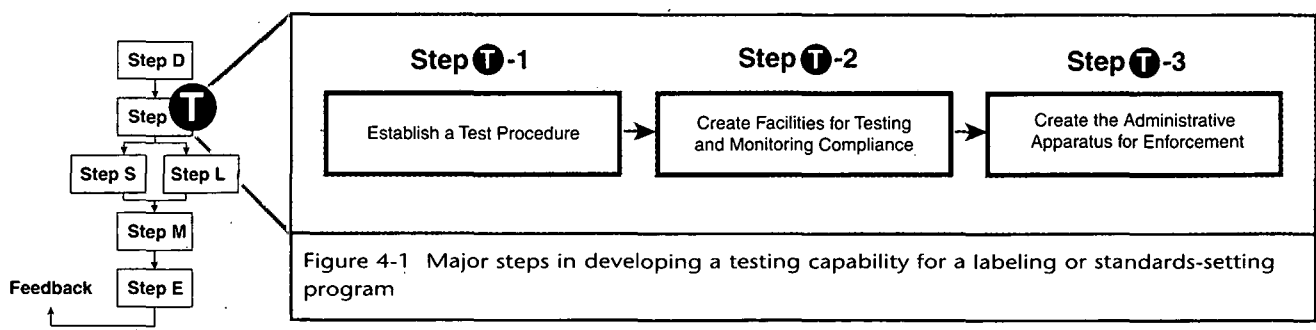 Step D
Step T
Step S
Step L
Step M
Step E
Feedback
Step T-1
Establish a Test Procedure
Step T-2
Create Facilities for Testing
and Monitoring Compliance
Step T-3
Create the Administrative
Apparatus for Enforcement
Figure 4-1 Major steps in developing a testing capability for a labeling or standards-setting
program